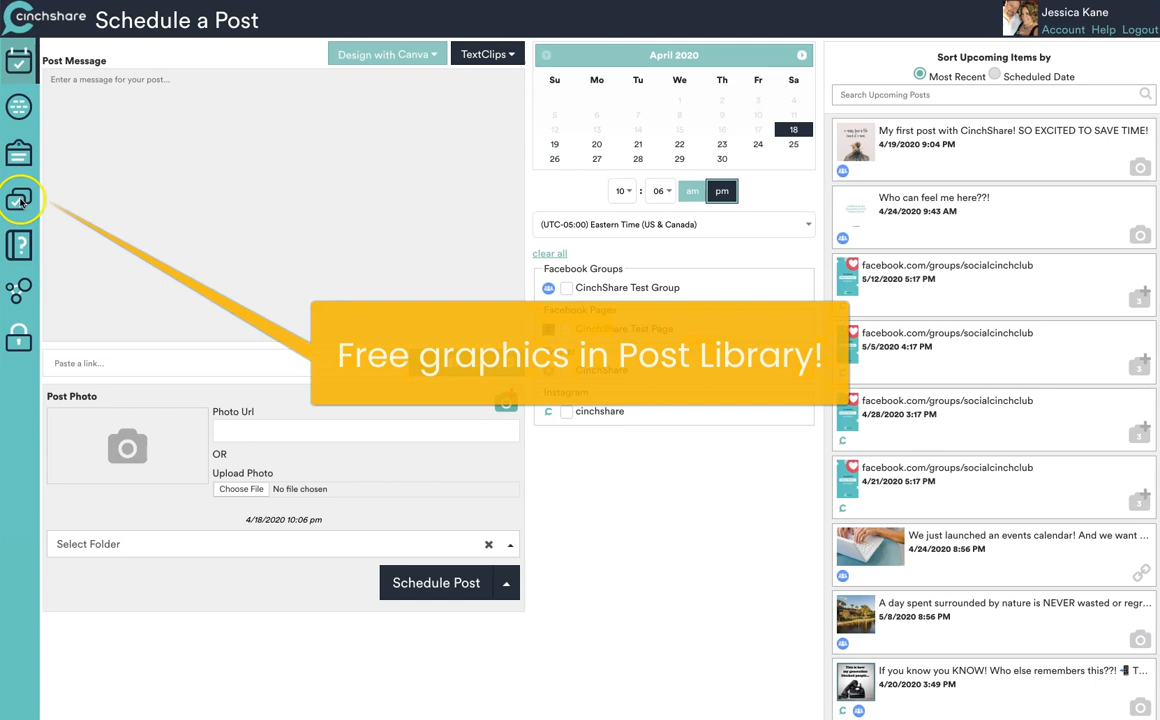 cinchshare
Schedule a Post
Jessica Kane
Account Help Logout
Post Message
Design with Canva
TextClips
Enter a message for your post...
Paste a link...
Post Photo
Photo Url
OR
Upload Photo
Choose File No file chosen
4/18/2020 10:06 pm
Select Folder
Schedule Post
April 2020
Su Mo Tu We Th Fr Sa
1 2 3 4
5 6 7 8 9 10 11
12 13 14 15 16 17 18
19 20 21 22 23 24 25
26 27 28 29 30
10 : 06 am pm
(UTC-05:00) Eastern Time (US & Canada)
clear all
Facebook Groups
CinchShare Test Group
Facebook Pages
CinchShare Test Page
CinchShare
Instagram
cinchshare
Free graphics in Post Library!
Sort Upcoming Items by
Most Recent Scheduled Date
Search Upcoming Posts
My first post with CinchShare! SO EXCITED TO SAVE TIME!
4/19/2020 9:04 PM
Who can feel me here??!
4/24/2020 9:43 AM
facebook.com/groups/socialcinchclub
5/12/2020 5:17 PM
3
facebook.com/groups/socialcinchclub
5/5/2020 4:17 PM
3
facebook.com/groups/socialcinchclub
4/28/2020 3:17 PM
3
facebook.com/groups/socialcinchclub
4/21/2020 5:17 PM
3
We just launched an events calendar! And we want ...
4/24/2020 8:56 PM
A day spent surrounded by nature is NEVER wasted or regr...
5/8/2020 8:56 PM
If you know you KNOW! Who else remembers this??! 📲 T...
4/20/2020 3:49 PM